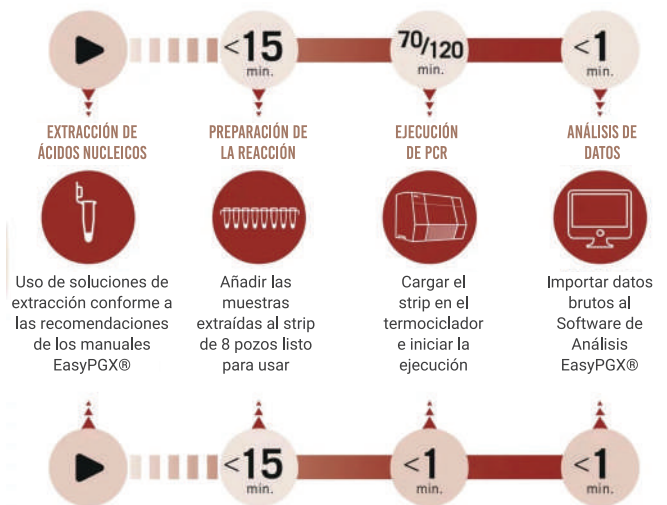 <15
min.
70/120
min.
<1
min.
EXTRACCIÓN DE
ÁCIDOS NUCLEICOS
PREPARACIÓN DE
LA REACCIÓN
EJECUCIÓN
DE PCR
ANÁLISIS DE
DATOS
Uso de soluciones de
extracción conforme a
las recomendaciones
de los manuales
EasyPGX®
Añadir las
muestras
extraídas al strip
de 8 pozos listo
para usar
Cargar el
strip en el
termociclador
e iniciar la
ejecución
Importar datos
brutos al
Software de
Análisis
EasyPGX®
<15
min.
<1
min.
<1
min.